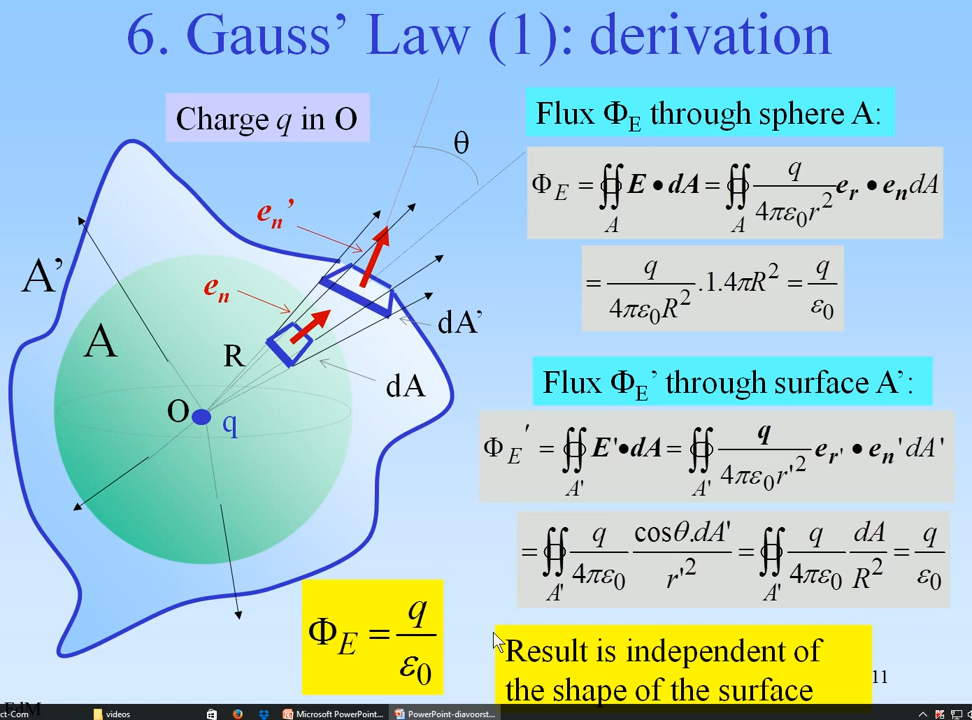 6. Gauss’ Law (1): derivation
Charge q in O
Flux Φ_E through sphere A:
Φ_E = ∯_A E • dA = ∯_A q / (4πε₀r²) e_r • e_n dA
= q / (4πε₀R²) .1.4πR² = q / ε₀
θ
e_n’
A’
e_n
dA’
A
R
dA
O
q
Flux Φ_E’ through surface A’:
Φ_E' = ∯_A' E'•dA = ∯_A' q / (4πε₀r'²) e_r' • e_n' dA'
= ∯_A' q / (4πε₀) cosθ.dA' / r'² = ∯_A' q / (4πε₀) dA / R² = q / ε₀
Φ_E = q / ε₀
Result is independent of
the shape of the surface
11
EdM
ct-Com
videos
Microsoft PowerPoint...
PowerPoint-diavoorst...